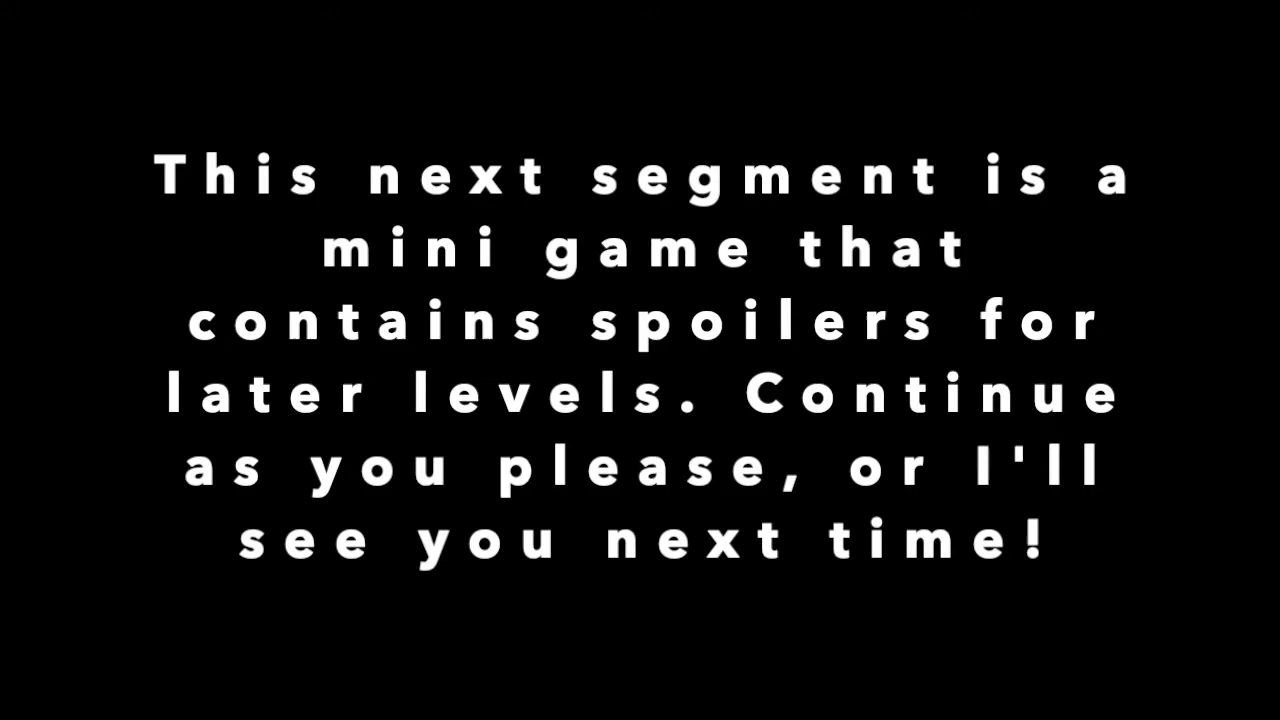 This next segment is a
mini game that
contains spoilers for
later levels. Continue
as you please, or I'll
see you next time!